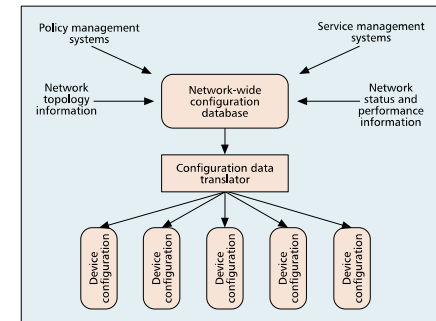 Policy management
systems
Service management
systems
Network
topology
information
Network-wide
configuration
database
Network
status and
performance
information
Configuration data
translator
Device
configuration
Device
configuration
Device
configuration
Device
configuration
Device
configuration